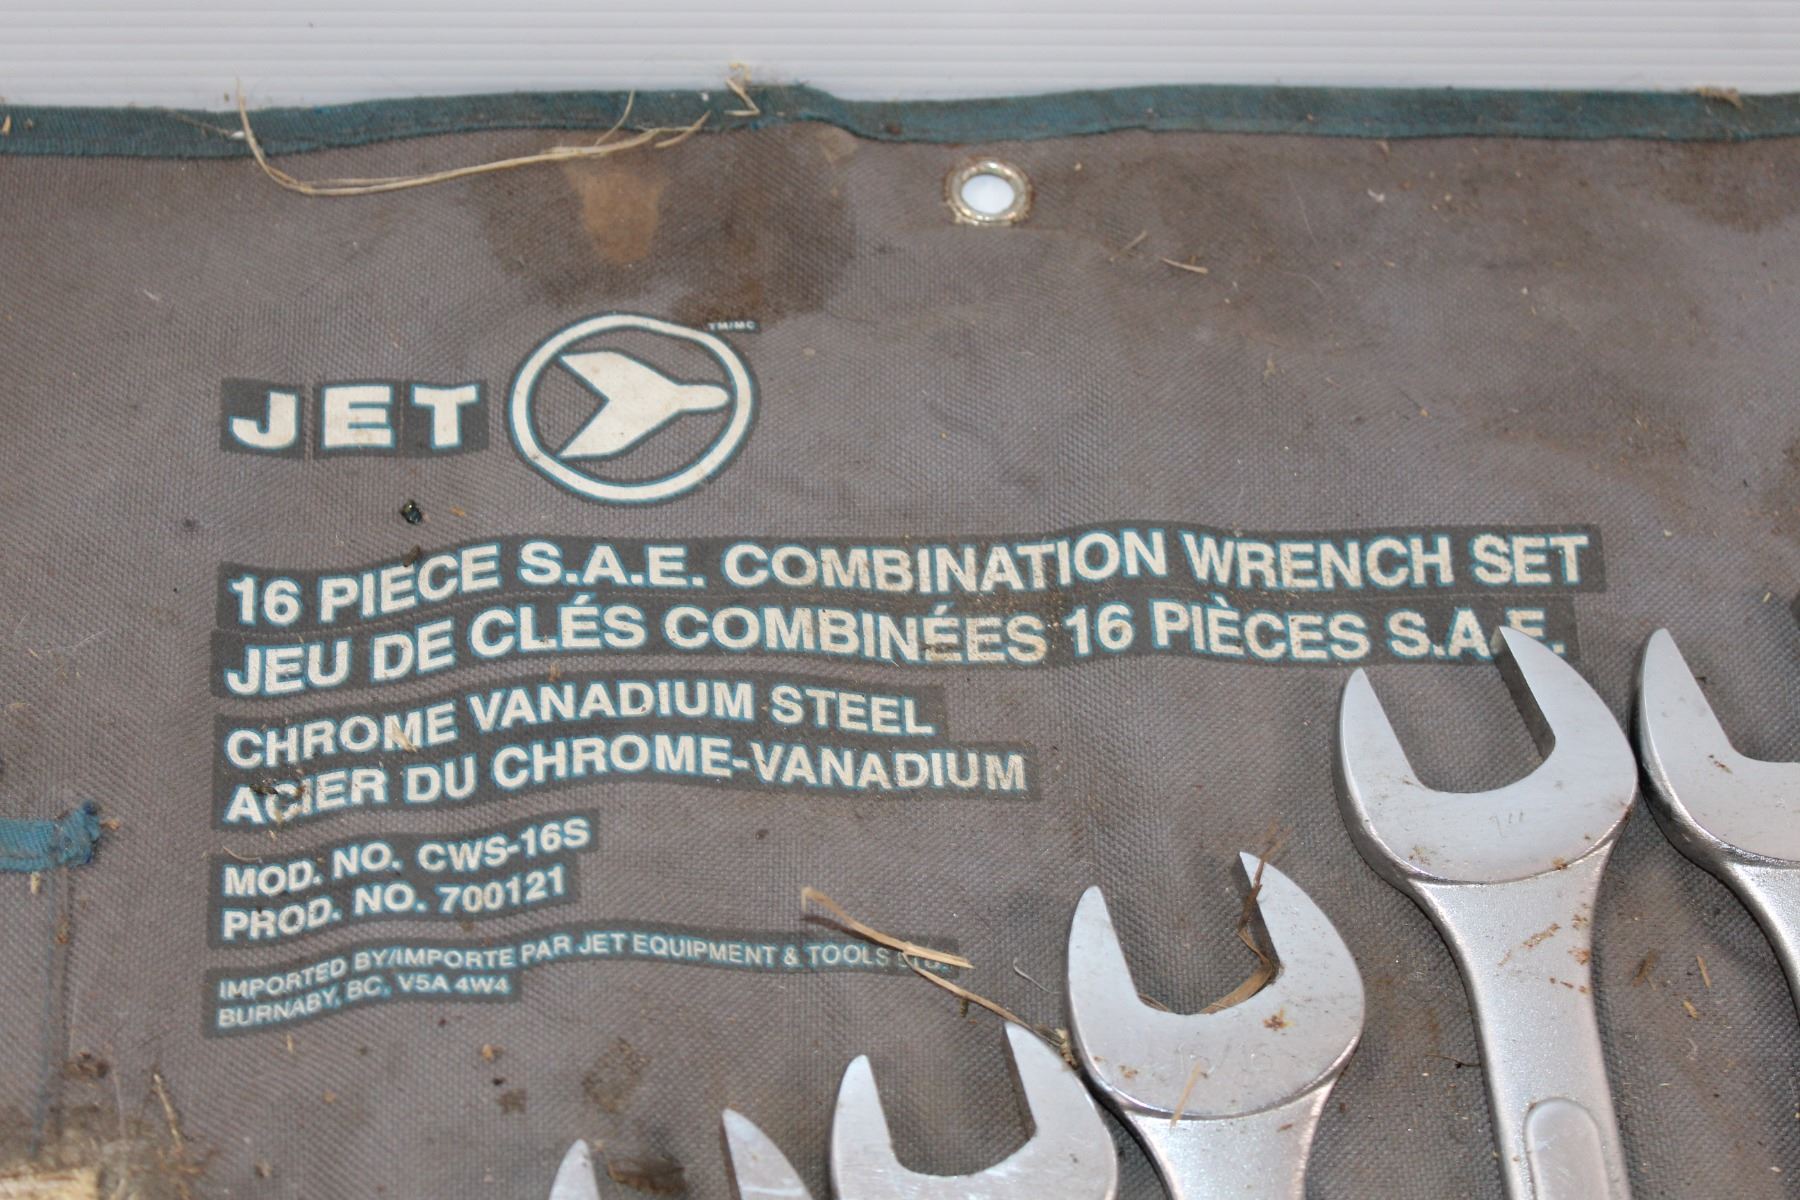 JET TM/MC
16 PIECE S.A.E. COMBINATION WRENCH SET
JEU DE CLÉS COMBINÉES 16 PIÈCES S.A.E.
CHROME VANADIUM STEEL
ACIER DU CHROME-VANADIUM
MOD. NO. CWS-16S
PROD. NO. 700121
IMPORTED BY/IMPORTE PAR JET EQUIPMENT & TOOLS LTD.
BURNABY, BC, V5A 4W4
1"